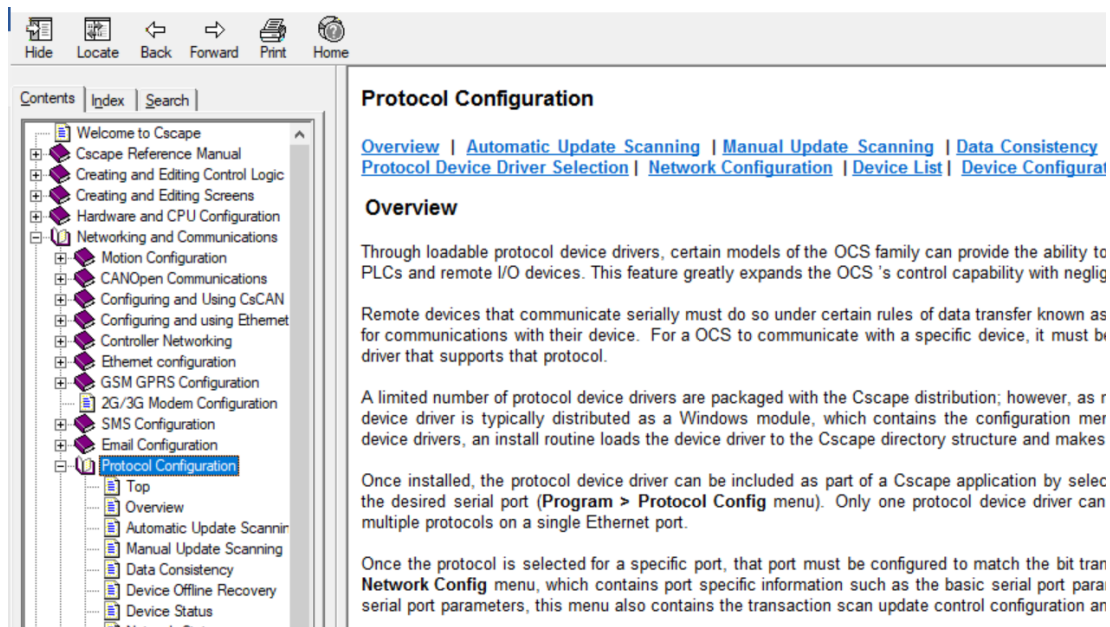 Hide Locate Back Forward Print Home
Contents Index Search
Welcome to Cscape
Cscape Reference Manual
Creating and Editing Control Logic
Creating and Editing Screens
Hardware and CPU Configuration
Networking and Communications
Motion Configuration
CANOpen Communications
Configuring and Using CsCAN
Configuring and using Ethernet
Controller Networking
Ethernet configuration
GSM GPRS Configuration
2G/3G Modem Configuration
SMS Configuration
Email Configuration
Protocol Configuration
Top
Overview
Automatic Update Scannin
Manual Update Scanning
Data Consistency
Device Offline Recovery
Device Status
Protocol Configuration
Overview | Automatic Update Scanning | Manual Update Scanning | Data Consistency
Protocol Device Driver Selection | Network Configuration | Device List | Device Configurat
Overview
Through loadable protocol device drivers, certain models of the OCS family can provide the ability to
PLCs and remote I/O devices. This feature greatly expands the OCS 's control capability with neglig
Remote devices that communicate serially must do so under certain rules of data transfer known as
for communications with their device. For a OCS to communicate with a specific device, it must be
driver that supports that protocol.
A limited number of protocol device drivers are packaged with the Cscape distribution; however, as
device driver is typically distributed as a Windows module, which contains the configuration mer
device drivers, an install routine loads the device driver to the Cscape directory structure and makes
Once installed, the protocol device driver can be included as part of a Cscape application by selec
the desired serial port (Program > Protocol Config menu). Only one protocol device driver can
multiple protocols on a single Ethernet port.
Once the protocol is selected for a specific port, that port must be configured to match the bit tran
Network Config menu, which contains port specific information such as the basic serial port para
serial port parameters, this menu also contains the transaction scan update control configuration an